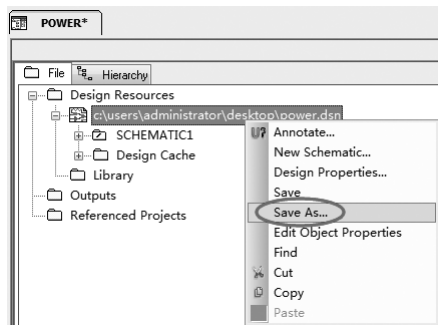 POWER*
File Hierarchy
Design Resources
c:\users\administrator\desktop\power.dsn
SCHEMATIC1
Design Cache
Library
Outputs
Referenced Projects
U? Annotate...
New Schematic...
Design Properties...
Save
Save As...
Edit Object Properties
Find
Cut
Copy
Paste